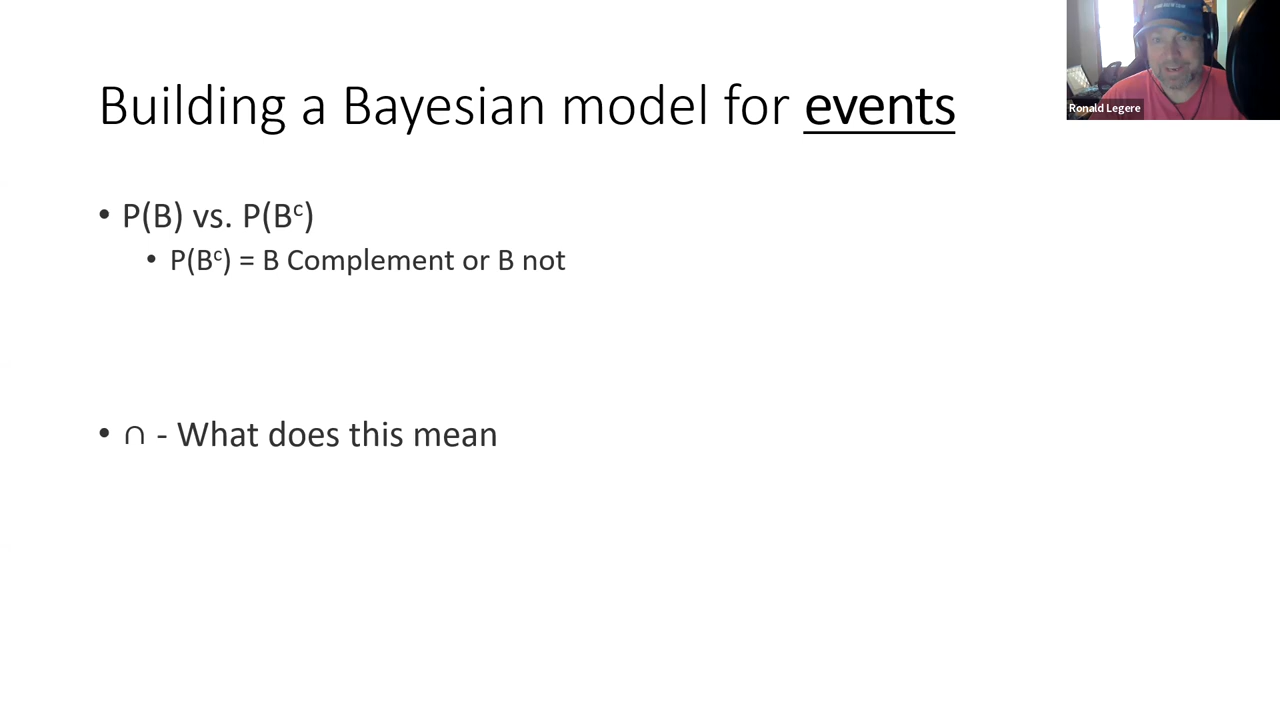 Building a Bayesian model for events
Ronald Legere
• P(B) vs. P(Bᶜ)
• P(Bᶜ) = B Complement or B not
• ∩ - What does this mean